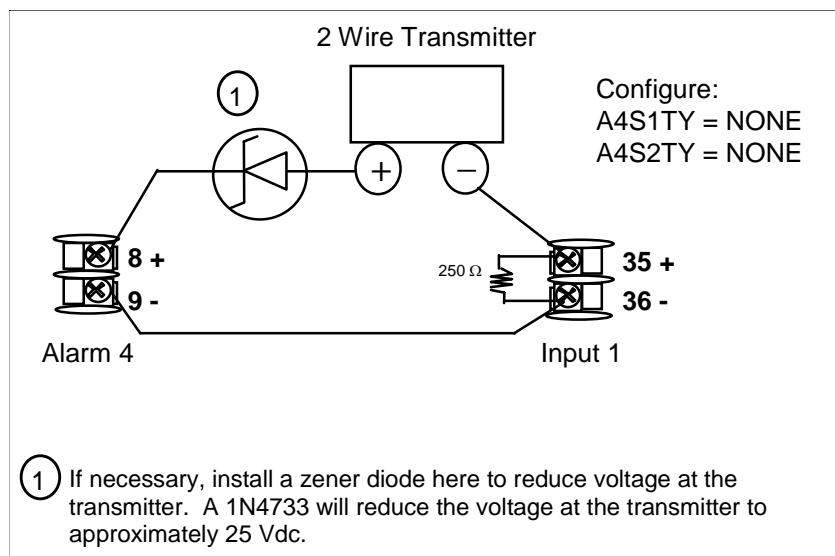 2 Wire Transmitter
1
Configure:
A4S1TY = NONE
A4S2TY = NONE
+
−
8 +
9 -
250 Ω
35 +
36 -
Alarm 4
Input 1
1
If necessary, install a zener diode here to reduce voltage at the
transmitter. A 1N4733 will reduce the voltage at the transmitter to
approximately 25 Vdc.